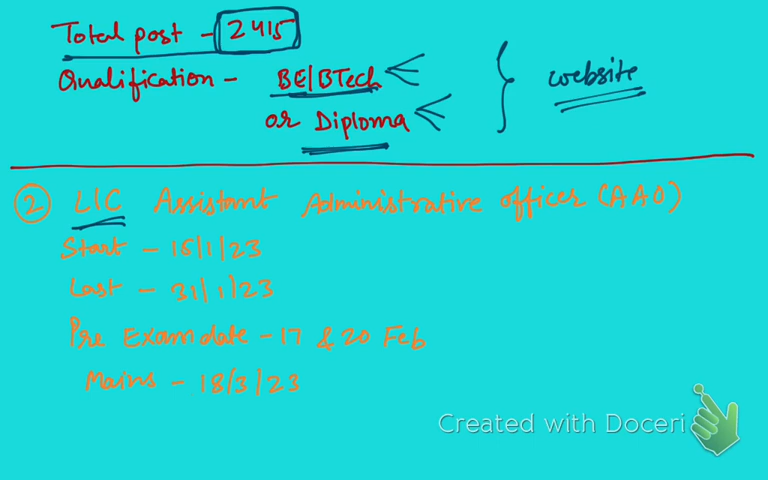 Total post - 2415
Qualification - BE/BTech
or Diploma
website
② LIC Assistant Administrative officer (AAO)
Start - 15/1/23
Last - 31/1/23
Pre Exam date - 17 & 20 Feb
Mains - 18/3/23
Created with Doceri